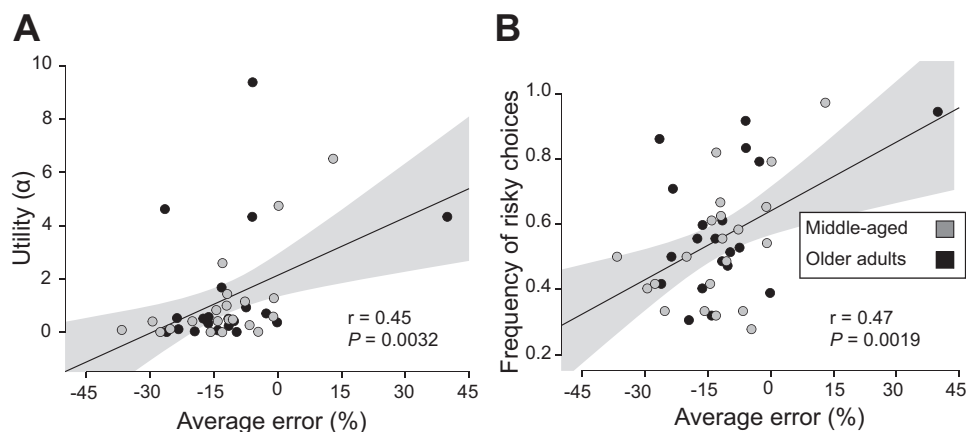 A
10
8
6
4
2
0
Utility (α)
-45 -30 -15 0 15 30 45
Average error (%)
r = 0.45
P = 0.0032
B
1.0
0.8
0.6
0.4
0.2
Frequency of risky choices
-45 -30 -15 0 15 30 45
Average error (%)
Middle-aged
Older adults
r = 0.47
P = 0.0019